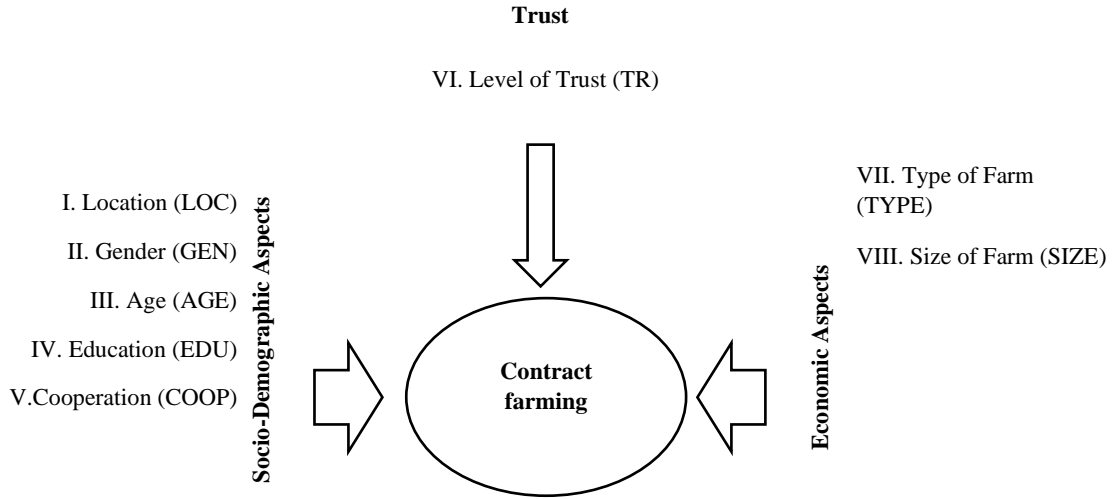 Trust
VI. Level of Trust (TR)
I. Location (LOC)
II. Gender (GEN)
III. Age (AGE)
IV. Education (EDU)
V.Cooperation (COOP)
Socio-Demographic Aspects
Contract
farming
Economic Aspects
VII. Type of Farm
(TYPE)
VIII. Size of Farm (SIZE)